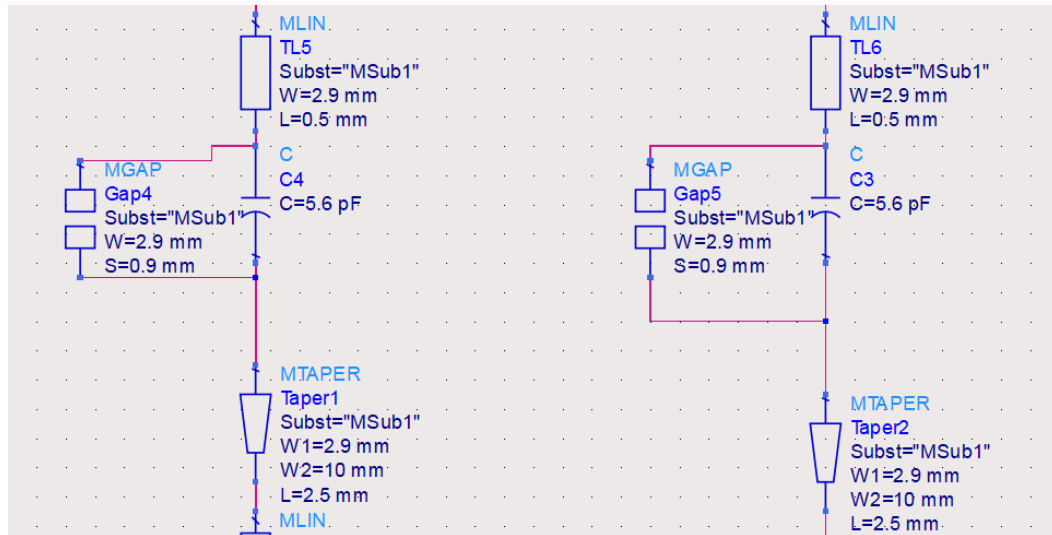 MLIN
TL5
Subst="MSub1"
W=2.9 mm
L=0.5 mm
MGAP
Gap4
Subst="MSub1"
W=2.9 mm
S=0.9 mm
C
C4
C=5.6 pF
MTAPER
Taper1
Subst="MSub1"
W1=2.9 mm
W2=10 mm
L=2.5 mm
MLIN
MLIN
TL6
Subst="MSub1"
W=2.9 mm
L=0.5 mm
MGAP
Gap5
Subst="MSub1"
W=2.9 mm
S=0.9 mm
C
C3
C=5.6 pF
MTAPER
Taper2
Subst="MSub1"
W1=2.9 mm
W2=10 mm
L=2.5 mm